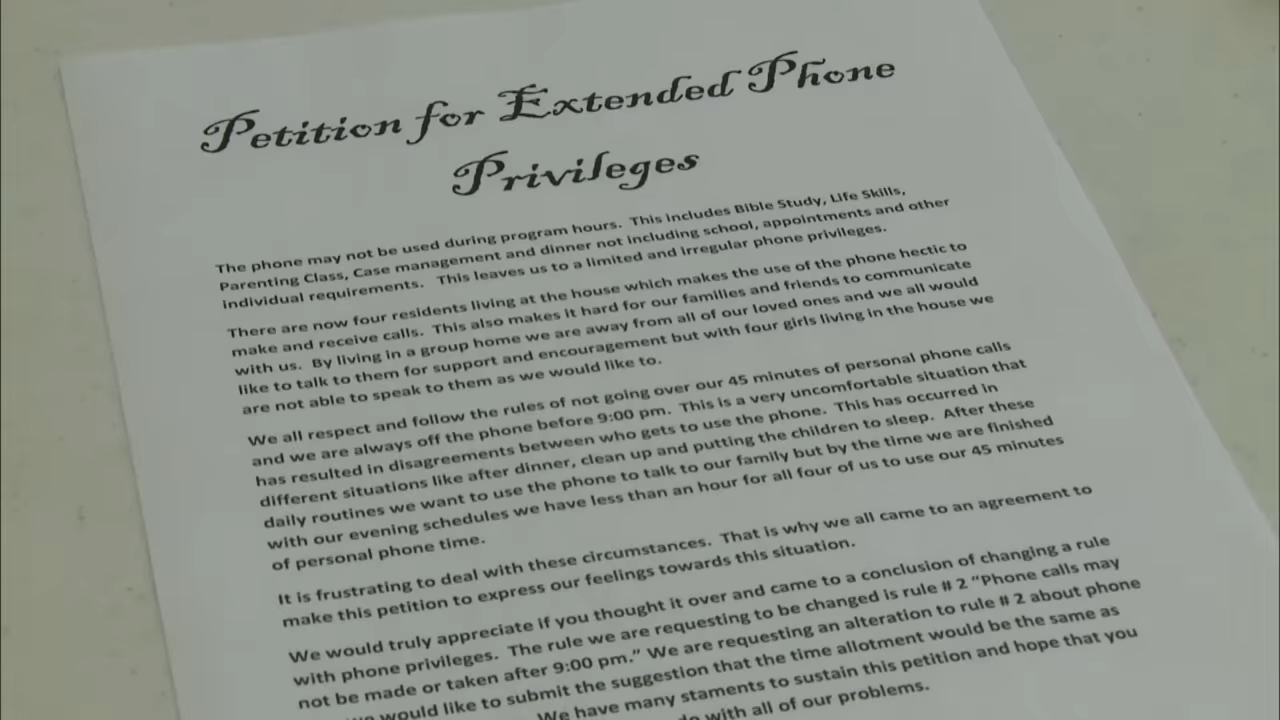 Petition for Extended Phone
Privileges
The phone may not be used during program hours. This includes Bible Study, Life Skills,
Parenting Class, Case management and dinner not including school, appointments and other
individual requirements. This leaves us to a limited and irregular phone privileges.
There are now four residents living at the house which makes the use of the phone hectic to
make and receive calls. This also makes it hard for our families and friends to communicate
with us. By living in a group home we are away from all of our loved ones and we all would
like to talk to them for support and encouragement but with four girls living in the house we
are not able to speak to them as we would like to.
We all respect and follow the rules of not going over our 45 minutes of personal phone calls
and we are always off the phone before 9:00 pm. This is a very uncomfortable situation that
has resulted in disagreements between who gets to use the phone. This has occurred in
different situations like after dinner, clean up and putting the children to sleep. After these
daily routines we want to use the phone to talk to our family but by the time we are finished
with our evening schedules we have less than an hour for all four of us to use our 45 minutes
of personal phone time.
It is frustrating to deal with these circumstances. That is why we all came to an agreement to
make this petition to express our feelings towards this situation.
We would truly appreciate if you thought it over and came to a conclusion of changing a rule
with phone privileges. The rule we are requesting to be changed is rule # 2 "Phone calls may
not be made or taken after 9:00 pm." We are requesting an alteration to rule # 2 about phone
we would like to submit the suggestion that the time allotment would be the same as
We have many staments to sustain this petition and hope that you
with all of our problems.